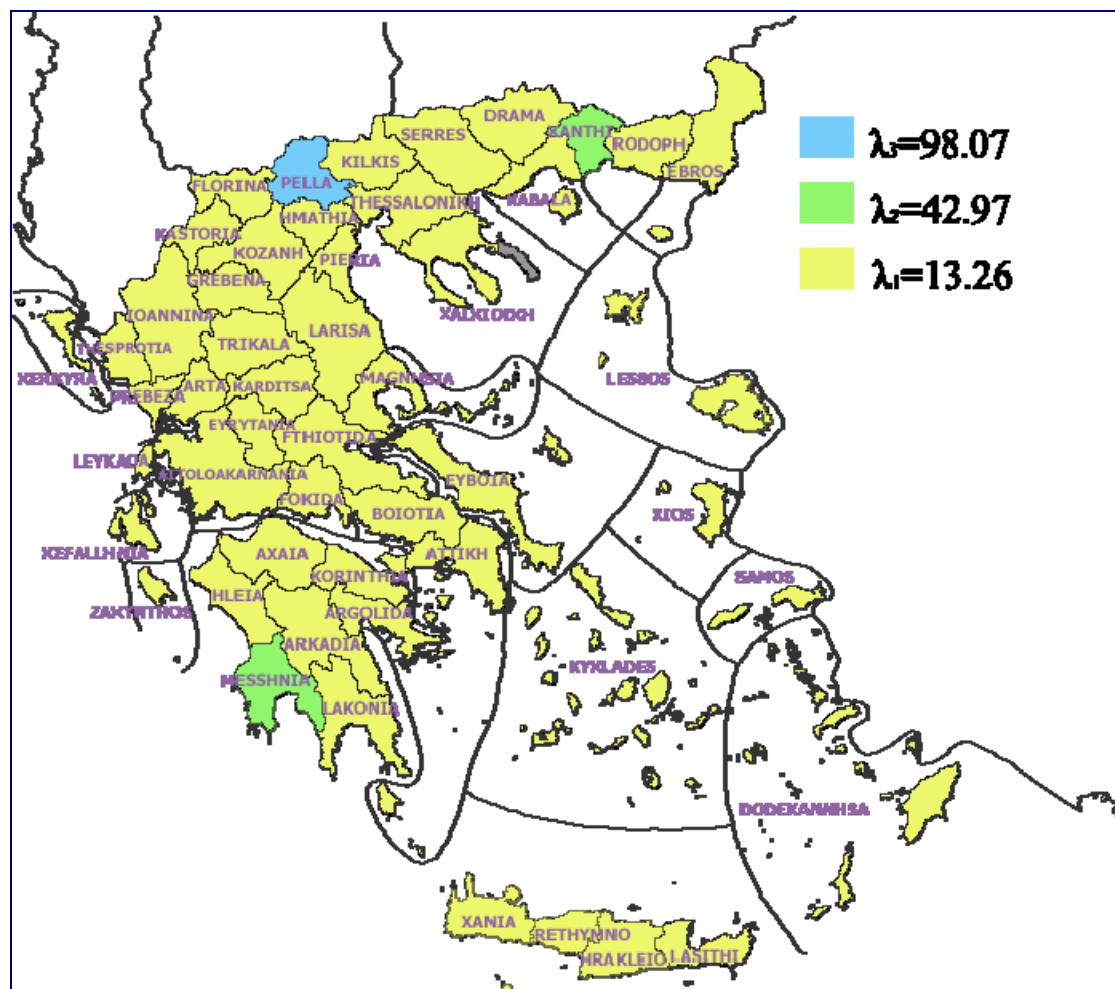 DRAMA
SERRES
XANTHI
RODOPH
KILKIS
EBROS
FLORINA
PELLA
KABALA
THESSALONIKH
HMATHIA
KASTORIA
KOZANH
PIERIA
GREBENA
XALKIDIKH
IOANNINA
LARISA
TRIKALA
THESPROTIA
XERKYRA
MAGNHSIA
LESBOS
ARTA
KARDITSA
PREBEZA
EYRYTANIA
FTHIOTIDA
LEYKADA
AITOLOAKARNANIA
EYBOIA
FOKIDA
BOIOTIA
XIOS
XEFALLHNIA
AXAIA
ATTIKH
KORINTHIA
SAMOS
HLEIA
ZAKYNTHOS
ARGOLIDA
ARKADIA
KYKLADES
MESSHNIA
LAKONIA
DODEKANNHSA
XANIA
RETHYMNO
HRAKLEIO
LASITHI
λ₃=98.07
λ₂=42.97
λ₁=13.26